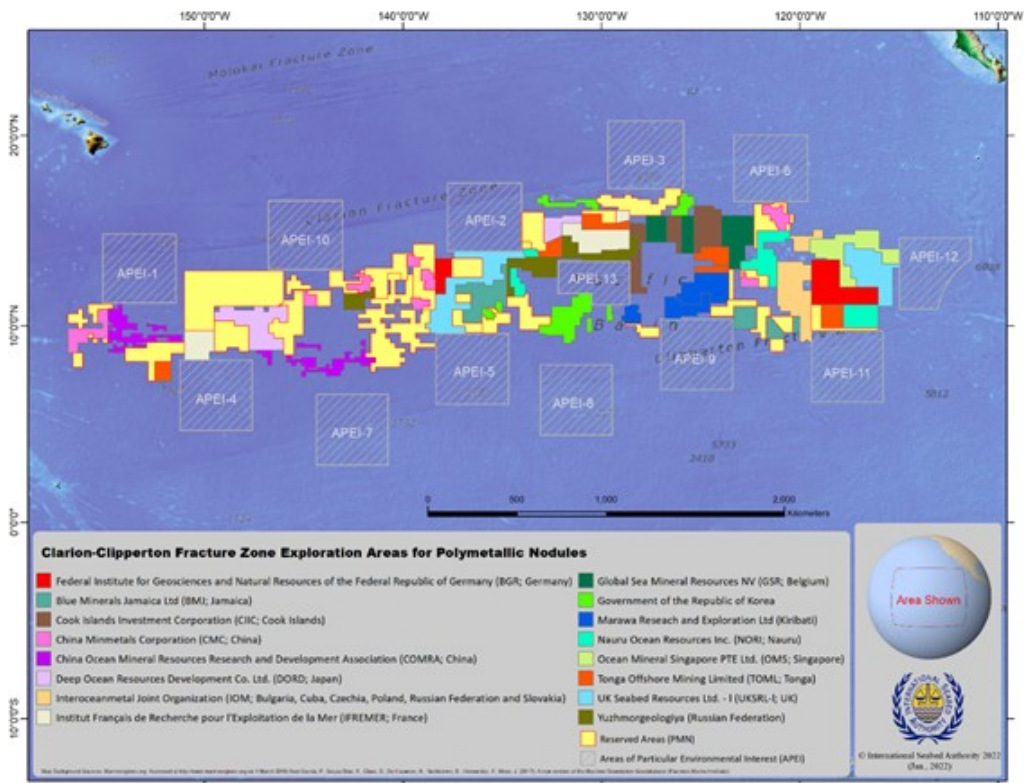 150°0'0"W 140°0'0"W 130°0'0"W 120°0'0"W 110°0'0"W
Molokai Fracture Zone
20°0'0"N
APEI-3
APEI-6
Clarion Fracture Zone
APEI-10
APEI-2
APEI-1
APEI-12
APEI-13
10°0'0"N
Basin
APEI-9
APEI-5
APEI-11
APEI-4
APEI-8
APEI-7
5012
5733
2410
0 500 1,000 2,000
Kilometers
0°0'0"
Clarion-Clipperton Fracture Zone Exploration Areas for Polymetallic Nodules
Federal Institute for Geosciences and Natural Resources of the Federal Republic of Germany (BGR; Germany)
Blue Minerals Jamaica Ltd (BMJ; Jamaica)
Cook Islands Investment Corporation (CIIC; Cook Islands)
China Minmetals Corporation (CMC; China)
China Ocean Mineral Resources Research and Development Association (COMRA; China)
Deep Ocean Resources Development Co. Ltd. (DORD; Japan)
Interoceanmetal Joint Organization (IOM; Bulgaria, Cuba, Czechia, Poland, Russian Federation and Slovakia)
Institut Français de Recherche pour l'Exploitation de la Mer (IFREMER; France)
Global Sea Mineral Resources NV (GSR; Belgium)
Government of the Republic of Korea
Marawa Reseach and Exploration Ltd (Kiribati)
Nauru Ocean Resources Inc. (NORI; Nauru)
Ocean Mineral Singapore PTE Ltd. (OMS; Singapore)
Tonga Offshore Mining Limited (TOML; Tonga)
UK Seabed Resources Ltd. - I (UKSRL-I; UK)
Yuzhmorgeologiya (Russian Federation)
Reserved Areas (PMN)
Areas of Particular Environmental Interest (APEI)
Area Shown
INTERNATIONAL SEABED AUTHORITY
© International Seabed Authority 2022
(Jan., 2022)
10°0'0"S